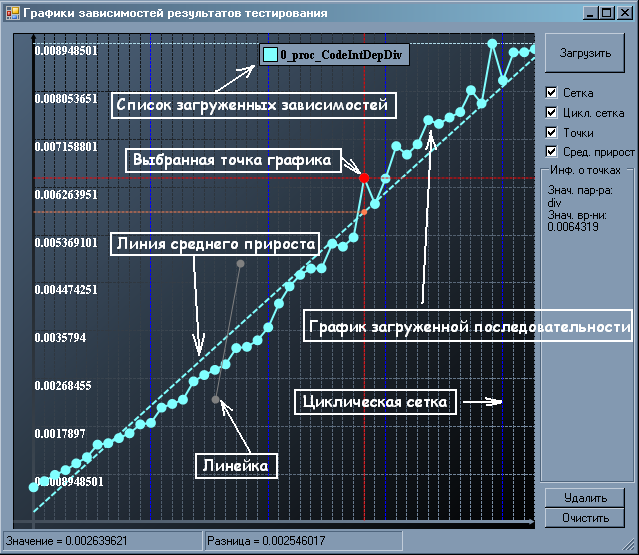 Графики зависимостей результатов тестирования
0.008948501
0_proc_CodeIntDepDiv
Загрузить
0.008053651
Список загруженных зависимостей
Сетка
Цикл. сетка
0.007158801
Точки
Выбранная точка графика
Сред. прирост
Инф. о точках
0.006263951
Знач. пар-ра:
div
Знач. вр-ни:
0.0064319
0.005369101
Линия среднего прироста
0.004474251
График загруженной последовательности
0.0035794
0.00268455
Циклическая сетка
0.0017897
Линейка
0.0008948501
Удалить
Очистить
Значение = 0.002639621
Разница = 0.002546017